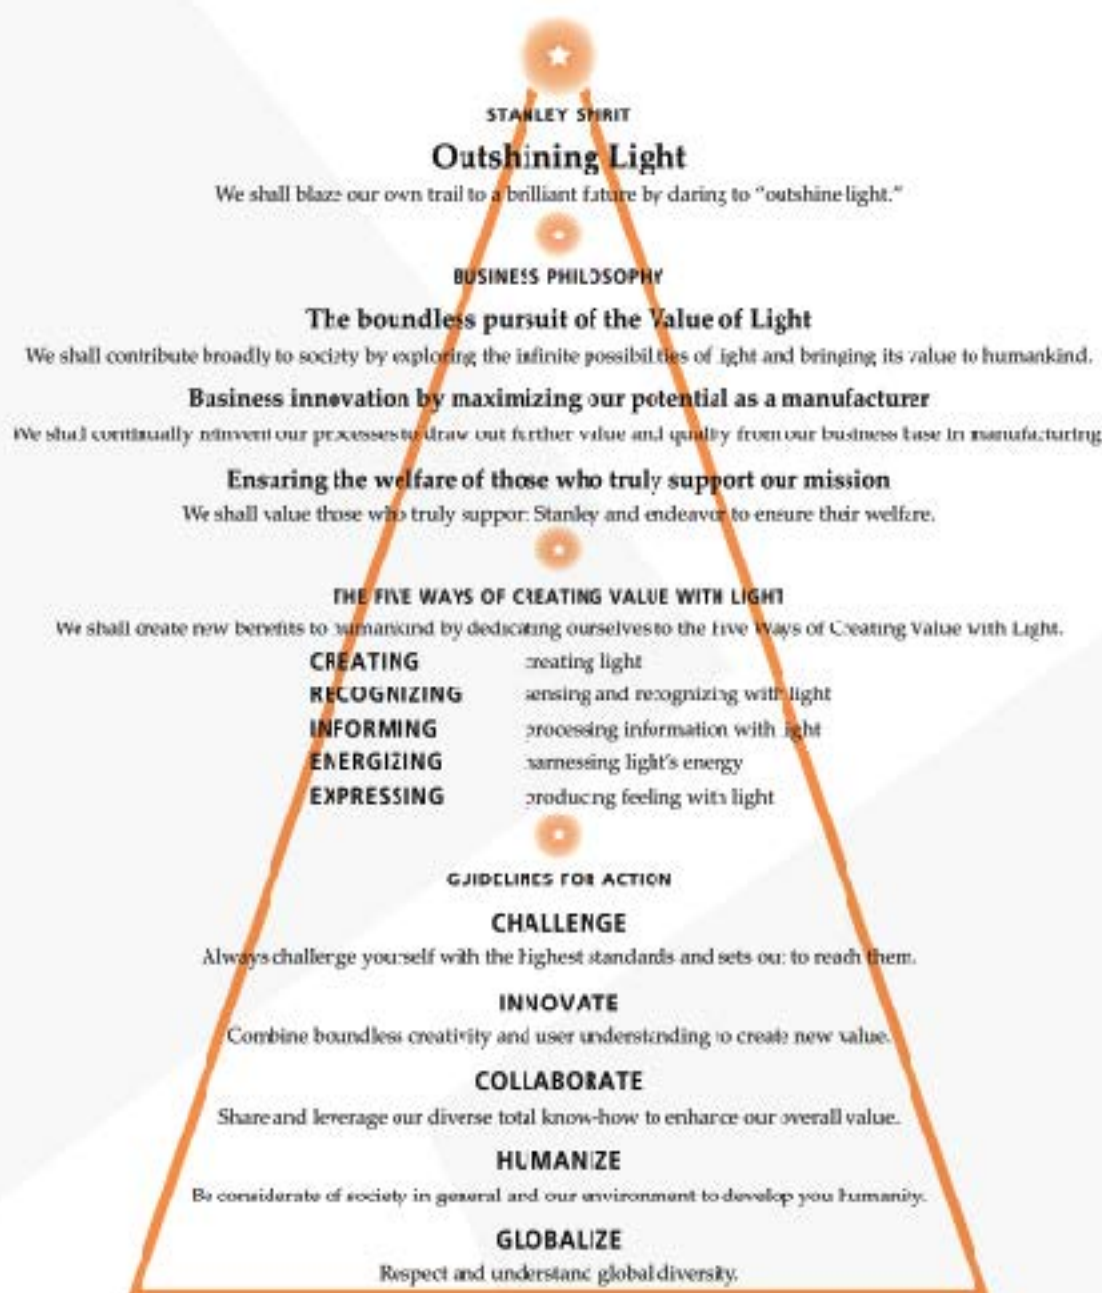 STANLEY SPIRIT
Outshining Light
We shall blaze our own trail to a brilliant future by daring to “outshine light.”
BUSINESS PHILOSOPHY
The boundless pursuit of the Value of Light
We shall contribute broadly to society by exploring the infinite possibilities of light and bringing its value to humankind.
Business innovation by maximizing our potential as a manufacturer
We shall continually reinvent our processes to draw out further value and quality from our business base in manufacturing
Ensuring the welfare of those who truly support our mission
We shall value those who truly support Stanley and endeavor to ensure their welfare.
THE FIVE WAYS OF CREATING VALUE WITH LIGHT
We shall create new benefits to humankind by dedicating ourselves to the Five Ways of Creating Value with Light.
CREATING creating light
RECOGNIZING sensing and recognizing with light
INFORMING processing information with light
ENERGIZING harnessing light's energy
EXPRESSING producing feeling with light
GUIDELINES FOR ACTION
CHALLENGE
Always challenge yourself with the highest standards and sets out to reach them.
INNOVATE
Combine boundless creativity and user understanding to create new value.
COLLABORATE
Share and leverage our diverse total know-how to enhance our overall value.
HUMANIZE
Be considerate of society in general and our environment to develop you humanity.
GLOBALIZE
Respect and understand global diversity.